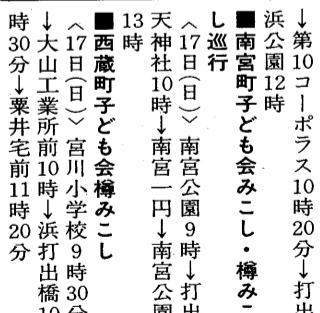 ↓第10コーポラス10時20分↓打出
浜公園12時
■南宮町子ども会みこし・樽みこ
し巡行
〈17日(日)〉南宮公園9時↓打出
天神社10時↓南宮一円↓南宮公園
13時
■西蔵町子ども会樽みこし
〈17日(日)〉宮川小学校9時30分
↓大山工業所前10時↓浜打出橋10
時30分↓粟井宅前11時20分